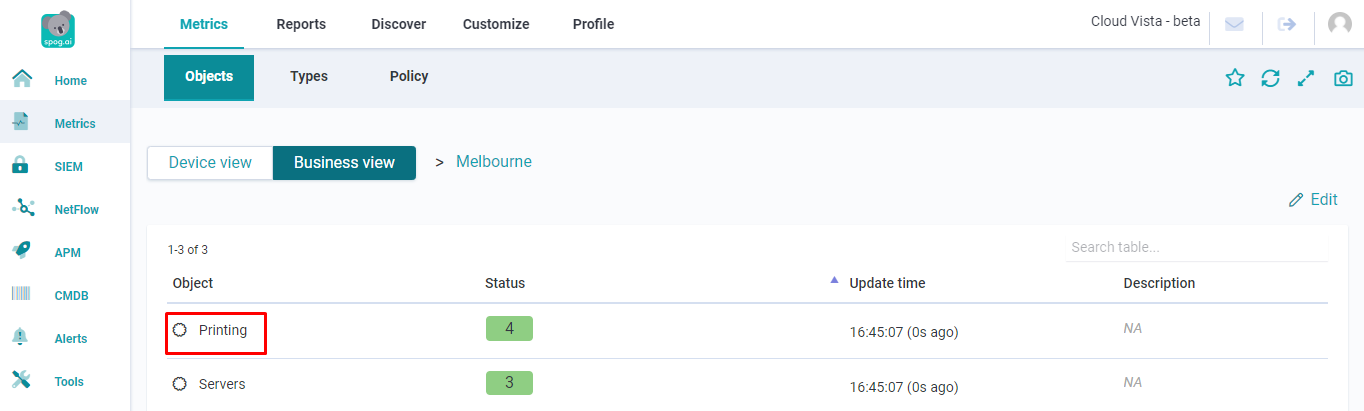 spog.ai
Metrics Reports Discover Customize Profile Cloud Vista - beta
Home
Metrics
SIEM
NetFlow
APM
CMDB
Alerts
Tools
Objects Types Policy
Device view Business view > Melbourne
Edit
1-3 of 3 Search table...
Object Status Update time Description
Printing 4 16:45:07 (0s ago) NA
Servers 3 16:45:07 (0s ago) NA